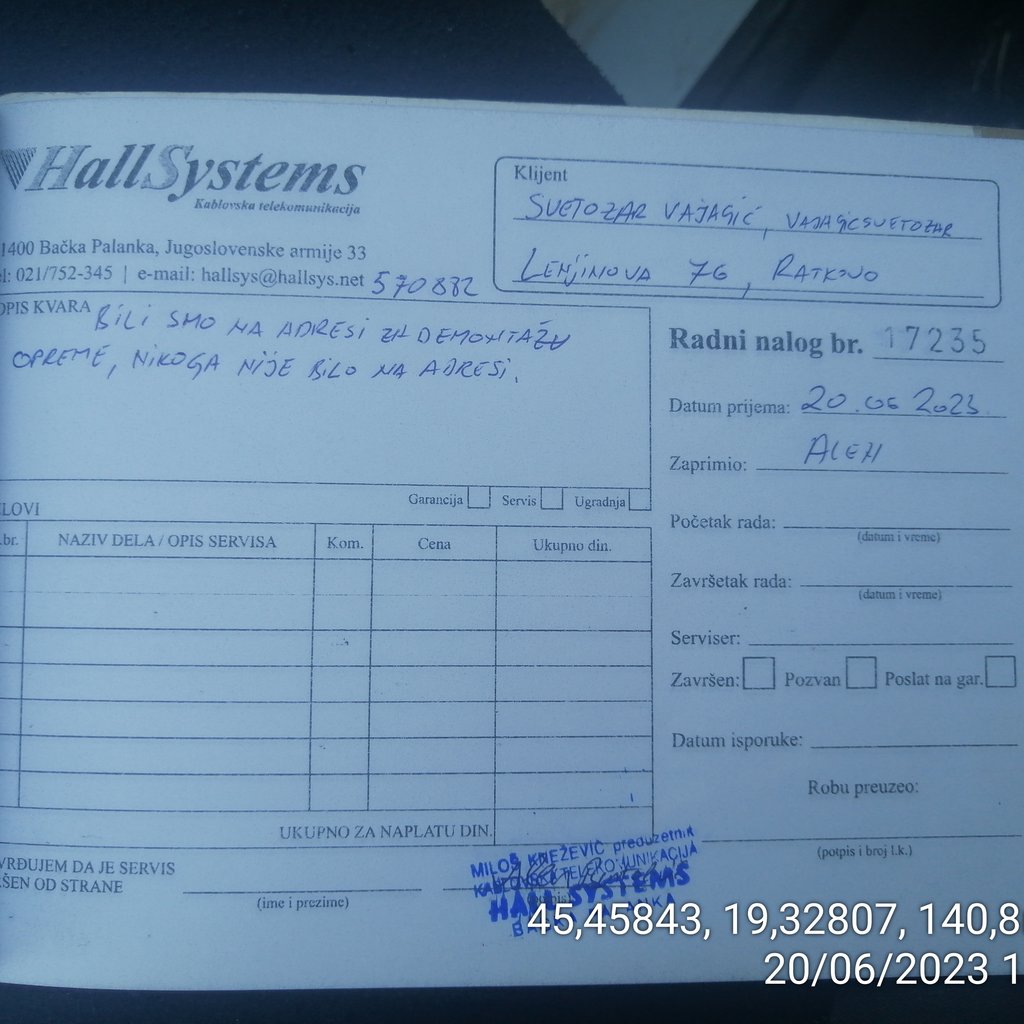 HallSystems
Kablovska telekomunikacija
1400 Bačka Palanka, Jugoslovenske armije 33
el: 021/752-345 | e-mail: hallsys@hallsys.net 570882
Klijent
SVETOZAR VAJAGIĆ, VAJAGICSVETOZAR
LENJINOVA 76, RATKOVO
OPIS KVARA BILI SMO NA ADRESI ZA DEMONTAŽU
OPREME, NIKOGA NIJE BILO NA ADRESI.
Garancija Servis Ugradnja
Radni nalog br. 17235
Datum prijema: 20.06 2023
Zaprimio:
Početak rada:
(datum i vreme)
Završetak rada:
(datum i vreme)
Serviser:
Završen: Pozvan Poslat na gar.
Datum isporuke:
Robu preuzeo:
(potpis i broj l.k.)
ELOVI
.br. NAZIV DELA / OPIS SERVISA Kom. Cena Ukupno din.
UKUPNO ZA NAPLATU DIN.
VRĐUJEM DA JE SERVIS
ŠEN OD STRANE
(ime i prezime)
MILOŠ KNEŽEVIĆ preduzetnik
KABLOVSKA TELEKOMUNIKACIJA
HALL SYSTEMS
45,45843, 19,32807, 140,8
20/06/2023 1